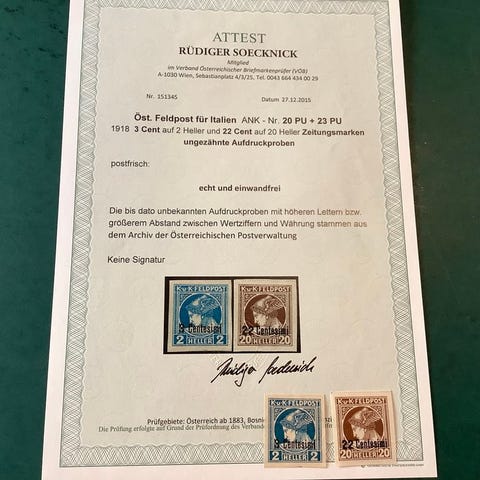 ATTEST
RÜDIGER SOECKNICK
Mitglied
im Verband Österreichischer Briefmarkenprüfer (VÖB)
A-1030 Wien, Sebastianplatz 4/3/25, Tel. 0043 664 434 00 29
Nr. 151345 Datum 27.12.2015
Öst. Feldpost für Italien ANK - Nr. 20 PU + 23 PU
1918 3 Cent auf 2 Heller und 22 Cent auf 20 Heller Zeitungsmarken
ungezähnte Aufdruckproben
postfrisch:
echt und einwandfrei
Die bis dato unbekannten Aufdruckproben mit höheren Lettern bzw.
größerem Abstand zwischen Wertziffern und Währung stammen aus
dem Archiv der Österreichischen Postverwaltung
Keine Signatur
K.u.K.FELDPOST K.u.K.FELDPOST
3 Centesimi 22 Centesimi
2 HELLER 2 20 HELLER 20
Prüfgebiete: Österreich ab 1883,
Die Prüfung erfolgte auf Grund der Prüfordnung des
K.u.K.FELDPOST K.u.K.FELDPOST
3 Centesimi 22 Centesimi
2 HELLER 2 20 HELLER 20